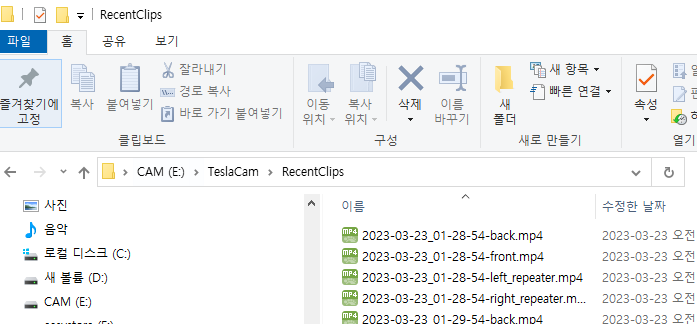 RecentClips
파일 홈 공유 보기
즐겨찾기에 고정
복사
붙여넣기
잘라내기
경로 복사
바로 가기 붙여넣기
이동 위치
복사 위치
삭제
이름 바꾸기
새 폴더
새 항목
빠른 연결
속성
클립보드
구성
새로 만들기
열기
CAM (E:) TeslaCam RecentClips
사진
음악
로컬 디스크 (C:)
새 볼륨 (D:)
CAM (E:)
이름 수정한 날짜
2023-03-23_01-28-54-back.mp4 2023-03-23 오전
2023-03-23_01-28-54-front.mp4 2023-03-23 오전
2023-03-23_01-28-54-left_repeater.mp4 2023-03-23 오전
2023-03-23_01-28-54-right_repeater.m... 2023-03-23 오전
2023-03-23_01-29-54-back.mp4 2023-03-23 오전